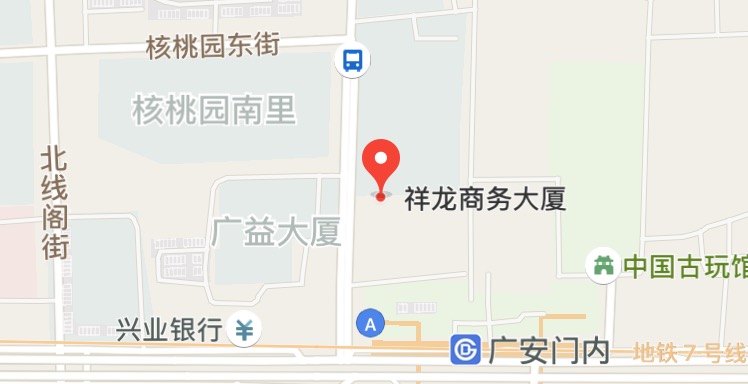 核桃园东街
核桃园南里
北线阁街
祥龙商务大厦
广益大厦
中国古玩馆
兴业银行
A
广安门内
地铁7号线